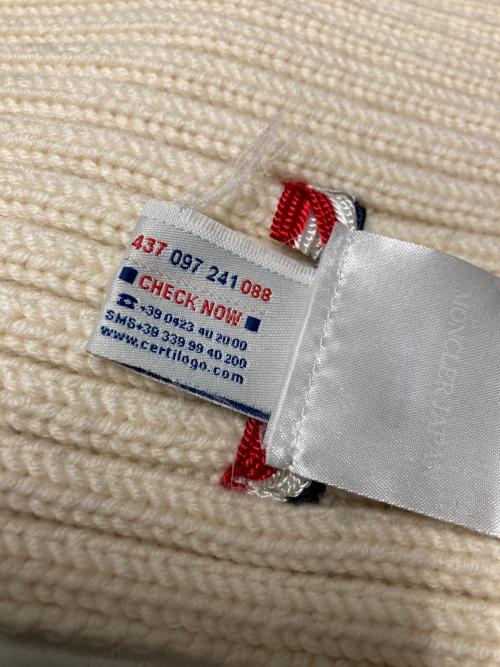 437 097 241 088
CHECK NOW
☎+39 0423 40 20 00
SMS+39 339 99 40 200
www.certilogo.com
MONCLER JAPAN